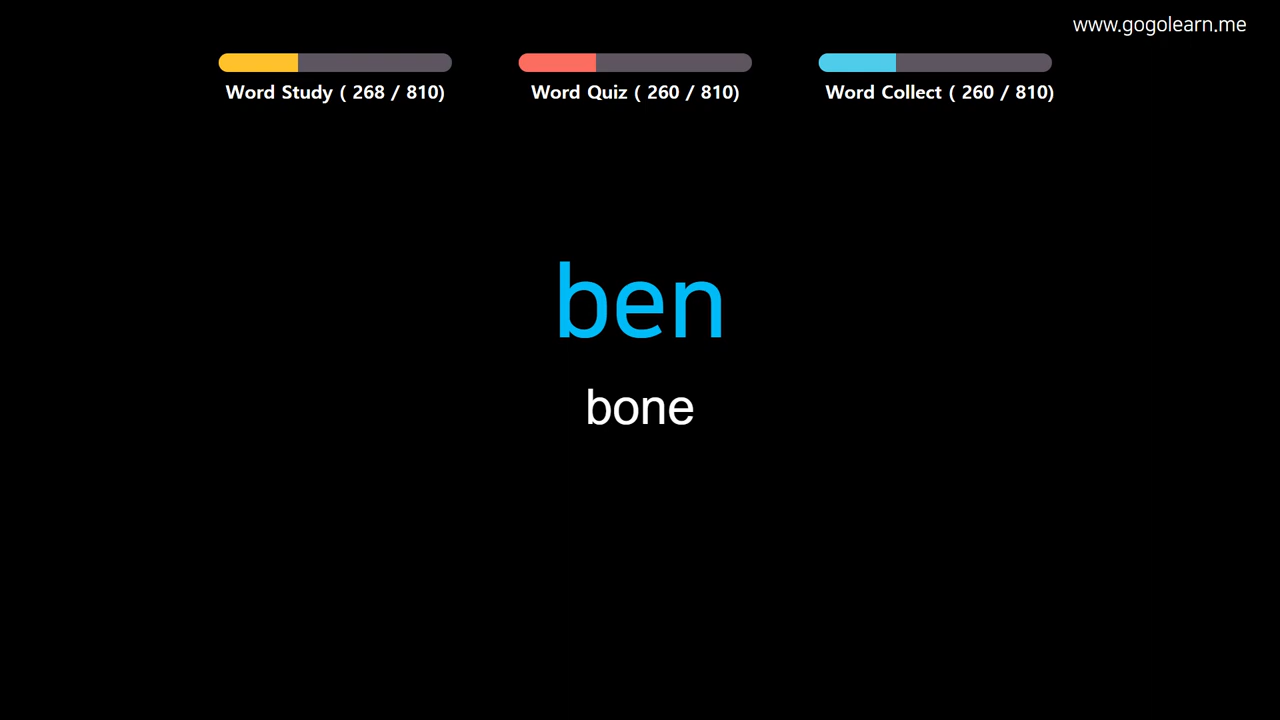 www.gogolearn.me
Word Study ( 268 / 810)
Word Quiz ( 260 / 810)
Word Collect ( 260 / 810)
ben
bone